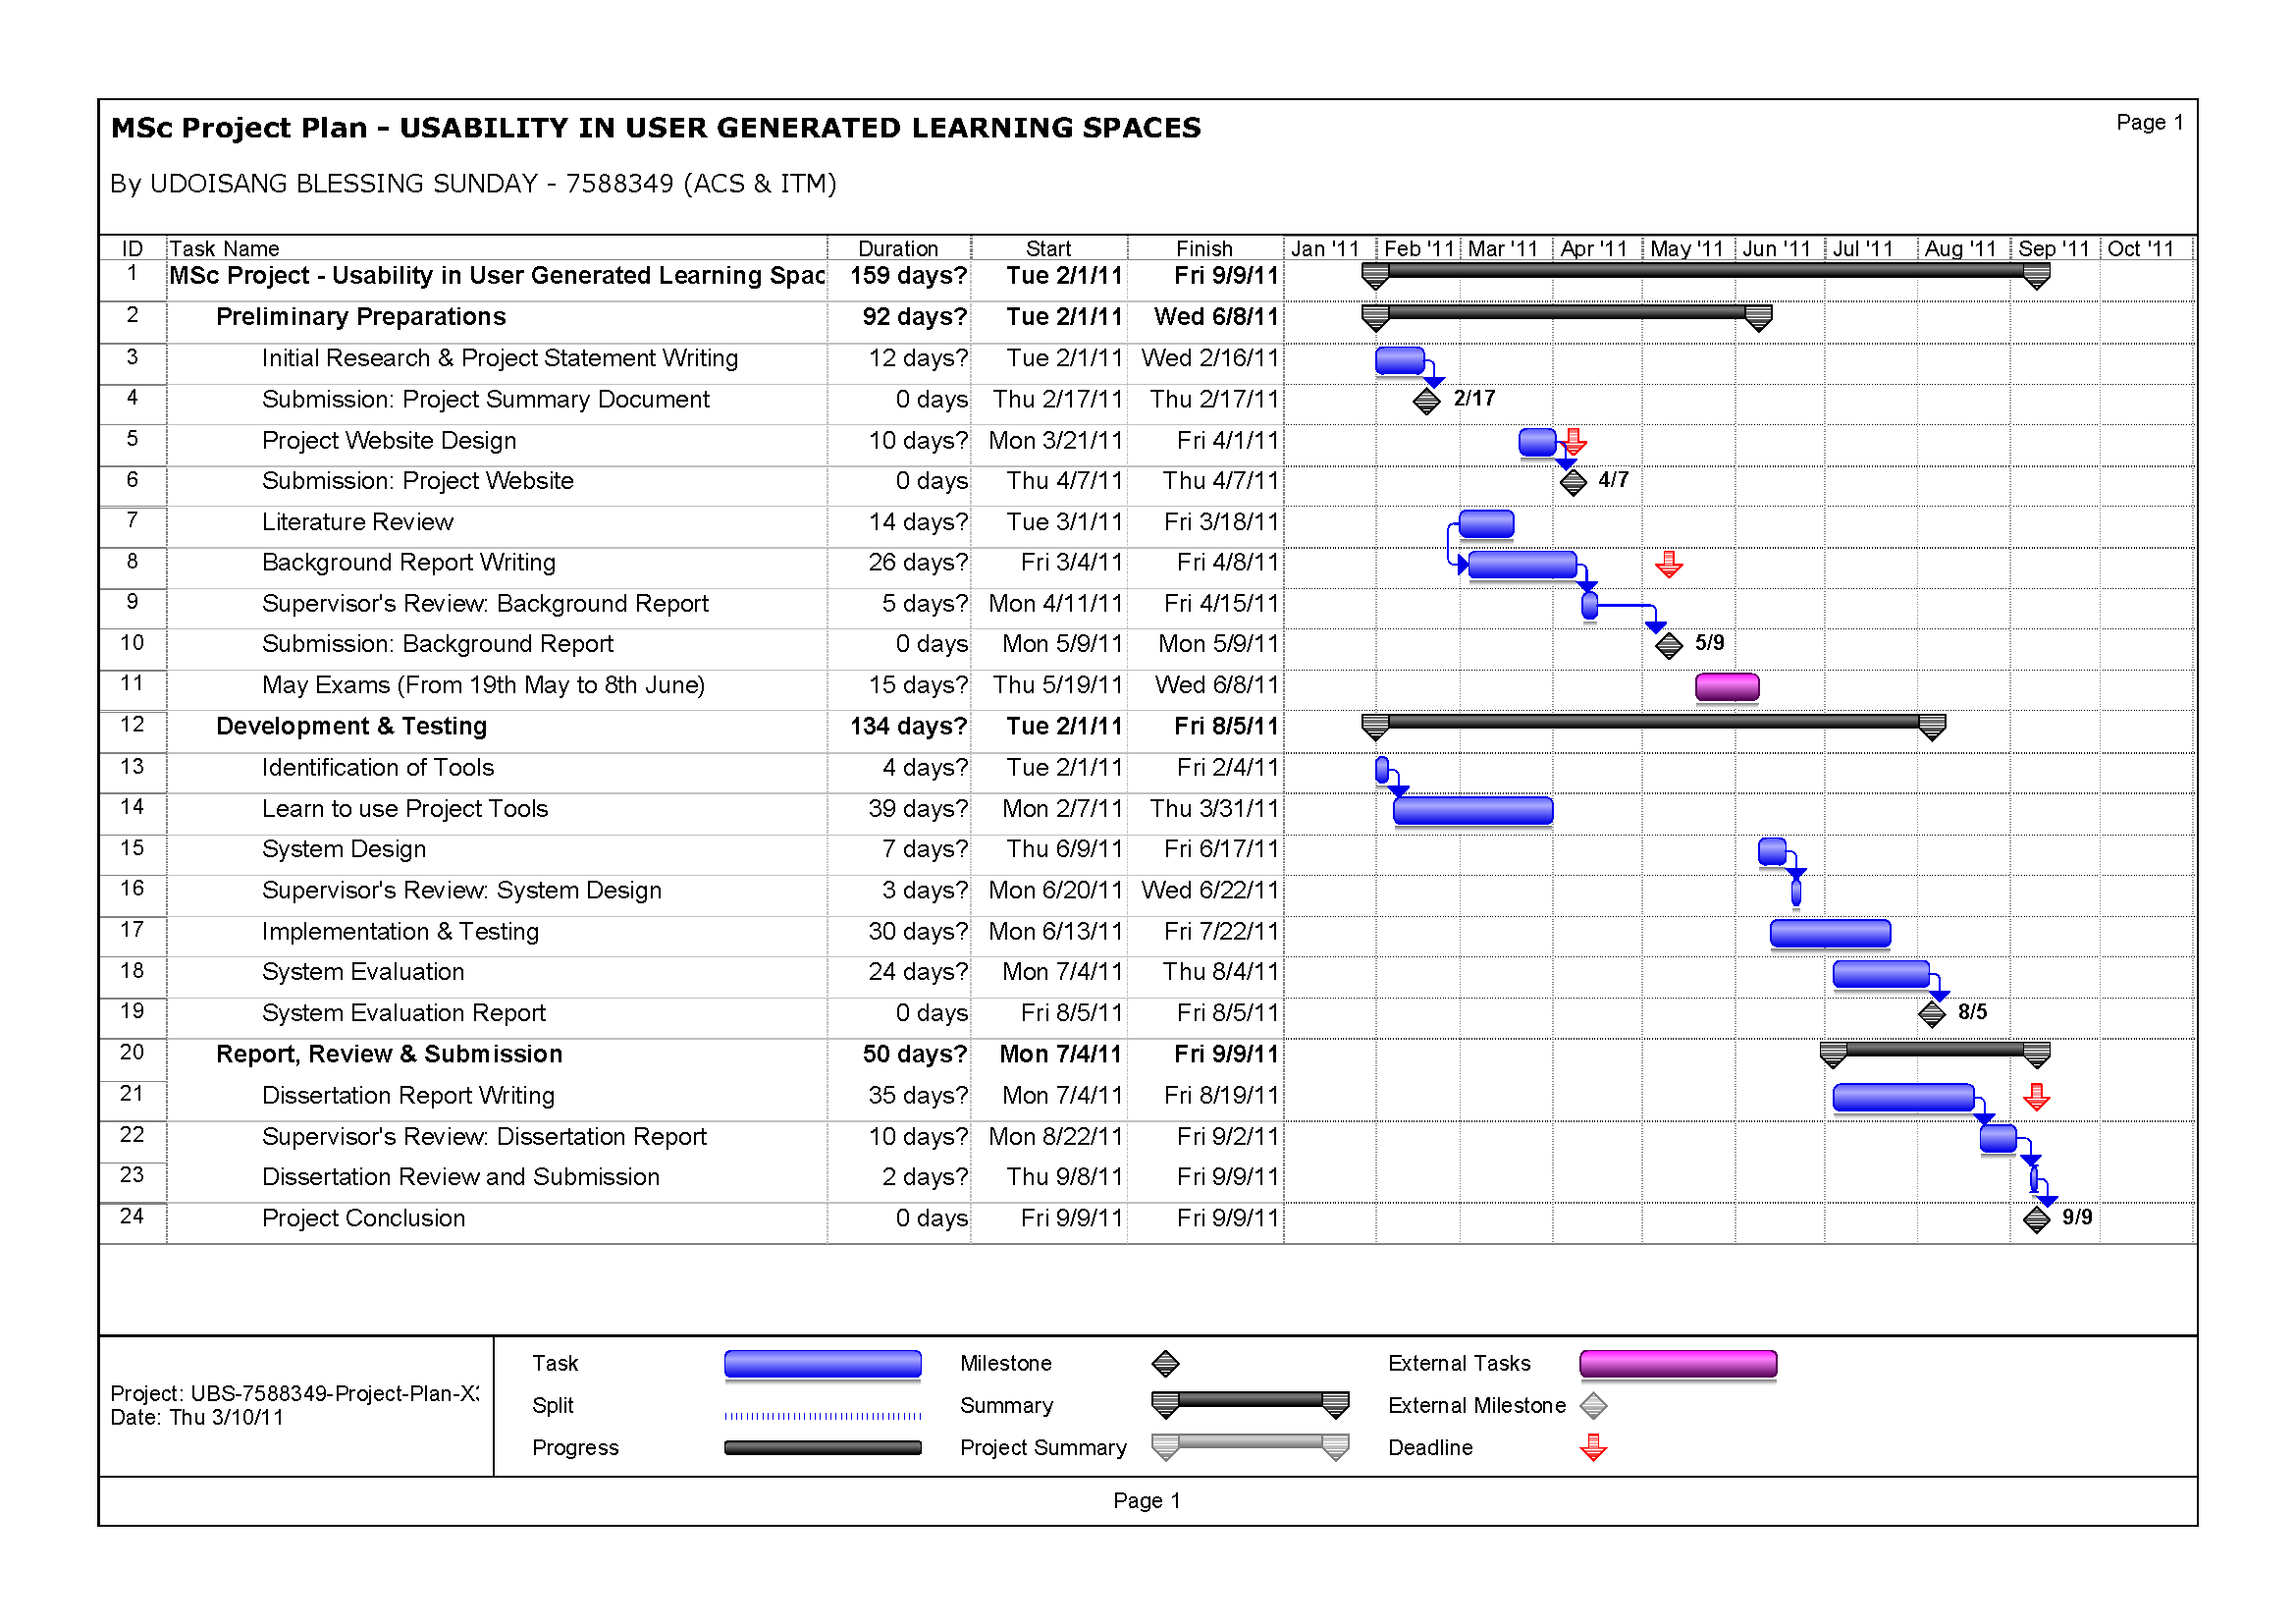 MSc Project Plan - USABILITY IN USER GENERATED LEARNING SPACES
Page 1
By UDOISANG BLESSING SUNDAY - 7588349 (ACS & ITM)
ID Task Name Duration Start Finish Jan '11 Feb '11 Mar '11 Apr '11 May '11 Jun '11 Jul '11 Aug '11 Sep '11 Oct '11
1 MSc Project - Usability in User Generated Learning Spac 159 days? Tue 2/1/11 Fri 9/9/11
2 Preliminary Preparations 92 days? Tue 2/1/11 Wed 6/8/11
3 Initial Research & Project Statement Writing 12 days? Tue 2/1/11 Wed 2/16/11
4 Submission: Project Summary Document 0 days Thu 2/17/11 Thu 2/17/11 2/17
5 Project Website Design 10 days? Mon 3/21/11 Fri 4/1/11
6 Submission: Project Website 0 days Thu 4/7/11 Thu 4/7/11 4/7
7 Literature Review 14 days? Tue 3/1/11 Fri 3/18/11
8 Background Report Writing 26 days? Fri 3/4/11 Fri 4/8/11
9 Supervisor's Review: Background Report 5 days? Mon 4/11/11 Fri 4/15/11
10 Submission: Background Report 0 days Mon 5/9/11 Mon 5/9/11 5/9
11 May Exams (From 19th May to 8th June) 15 days? Thu 5/19/11 Wed 6/8/11
12 Development & Testing 134 days? Tue 2/1/11 Fri 8/5/11
13 Identification of Tools 4 days? Tue 2/1/11 Fri 2/4/11
14 Learn to use Project Tools 39 days? Mon 2/7/11 Thu 3/31/11
15 System Design 7 days? Thu 6/9/11 Fri 6/17/11
16 Supervisor's Review: System Design 3 days? Mon 6/20/11 Wed 6/22/11
17 Implementation & Testing 30 days? Mon 6/13/11 Fri 7/22/11
18 System Evaluation 24 days? Mon 7/4/11 Thu 8/4/11
19 System Evaluation Report 0 days Fri 8/5/11 Fri 8/5/11 8/5
20 Report, Review & Submission 50 days? Mon 7/4/11 Fri 9/9/11
21 Dissertation Report Writing 35 days? Mon 7/4/11 Fri 8/19/11
22 Supervisor's Review: Dissertation Report 10 days? Mon 8/22/11 Fri 9/2/11
23 Dissertation Review and Submission 2 days? Thu 9/8/11 Fri 9/9/11
24 Project Conclusion 0 days Fri 9/9/11 Fri 9/9/11 9/9
Project: UBS-7588349-Project-Plan-X
Date: Thu 3/10/11
Task Milestone External Tasks
Split Summary External Milestone
Progress Project Summary Deadline
Page 1